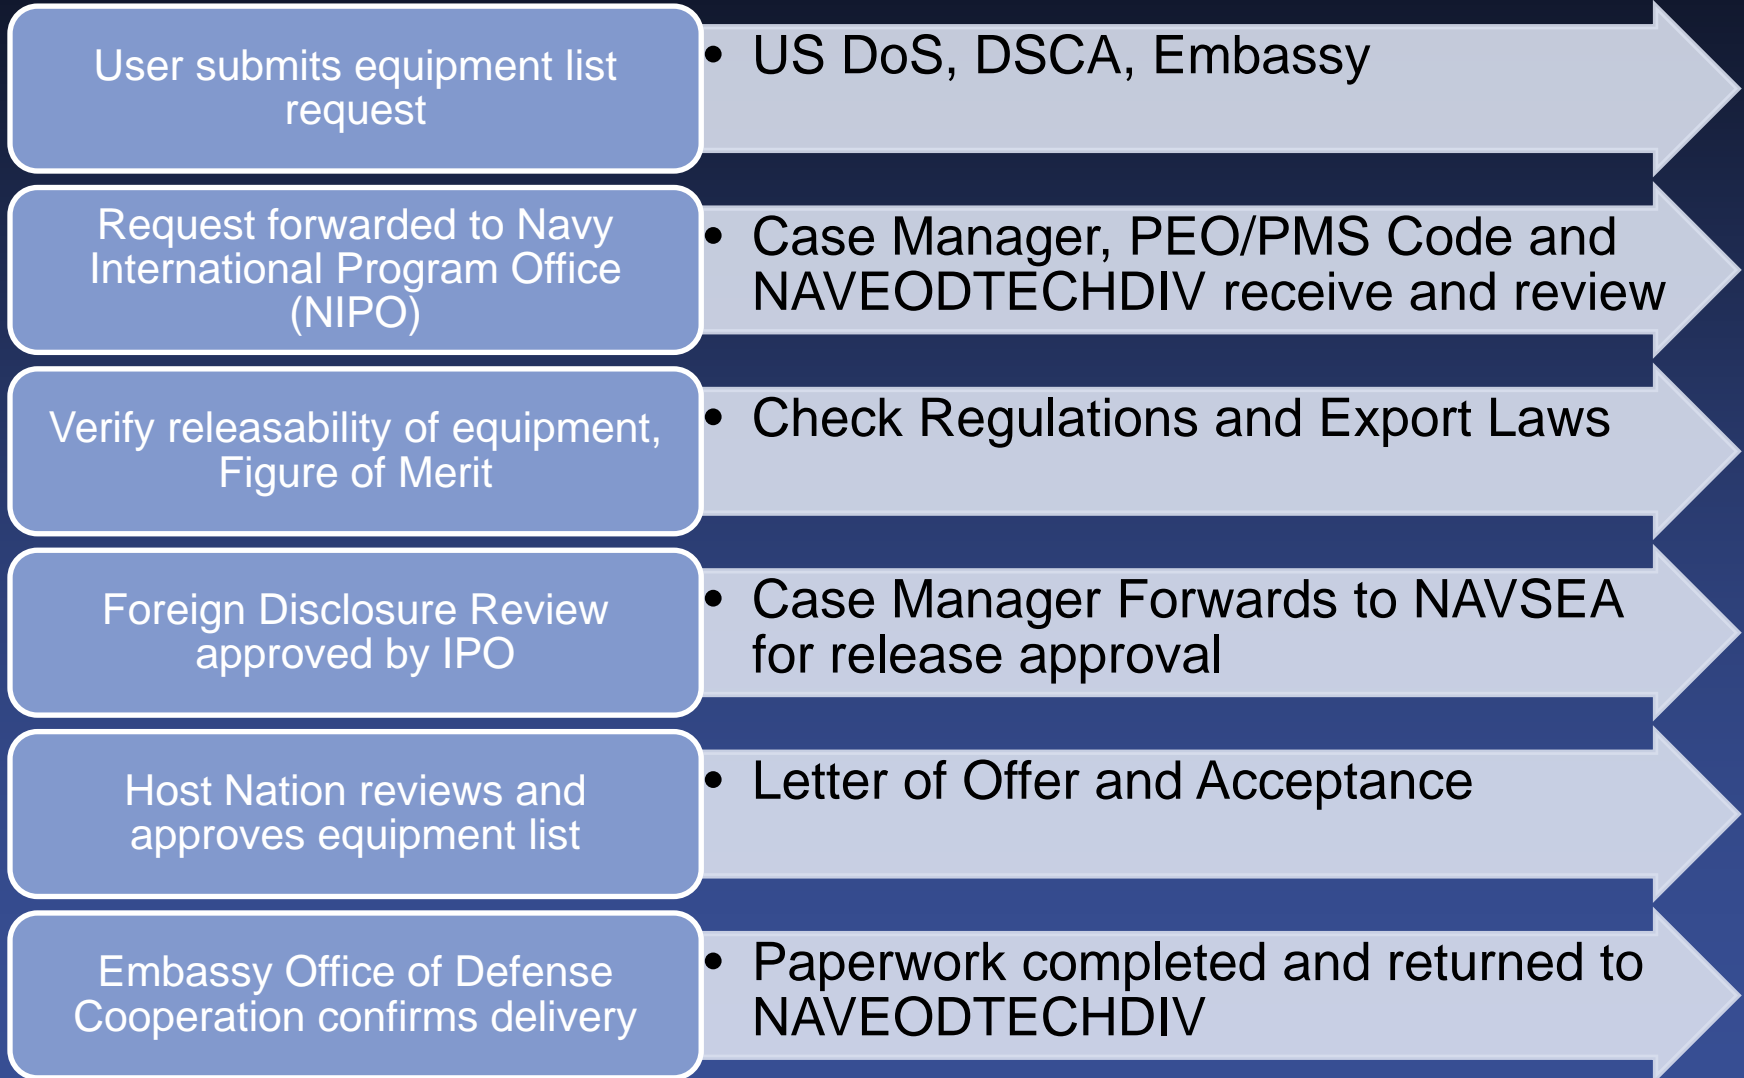 User submits equipment list
request
• US DoS, DSCA, Embassy
Request forwarded to Navy
International Program Office
(NIPO)
• Case Manager, PEO/PMS Code and
NAVEODTECHDIV receive and review
Verify releasability of equipment,
Figure of Merit
• Check Regulations and Export Laws
Foreign Disclosure Review
approved by IPO
• Case Manager Forwards to NAVSEA
for release approval
Host Nation reviews and
approves equipment list
• Letter of Offer and Acceptance
Embassy Office of Defense
Cooperation confirms delivery
• Paperwork completed and returned to
NAVEODTECHDIV